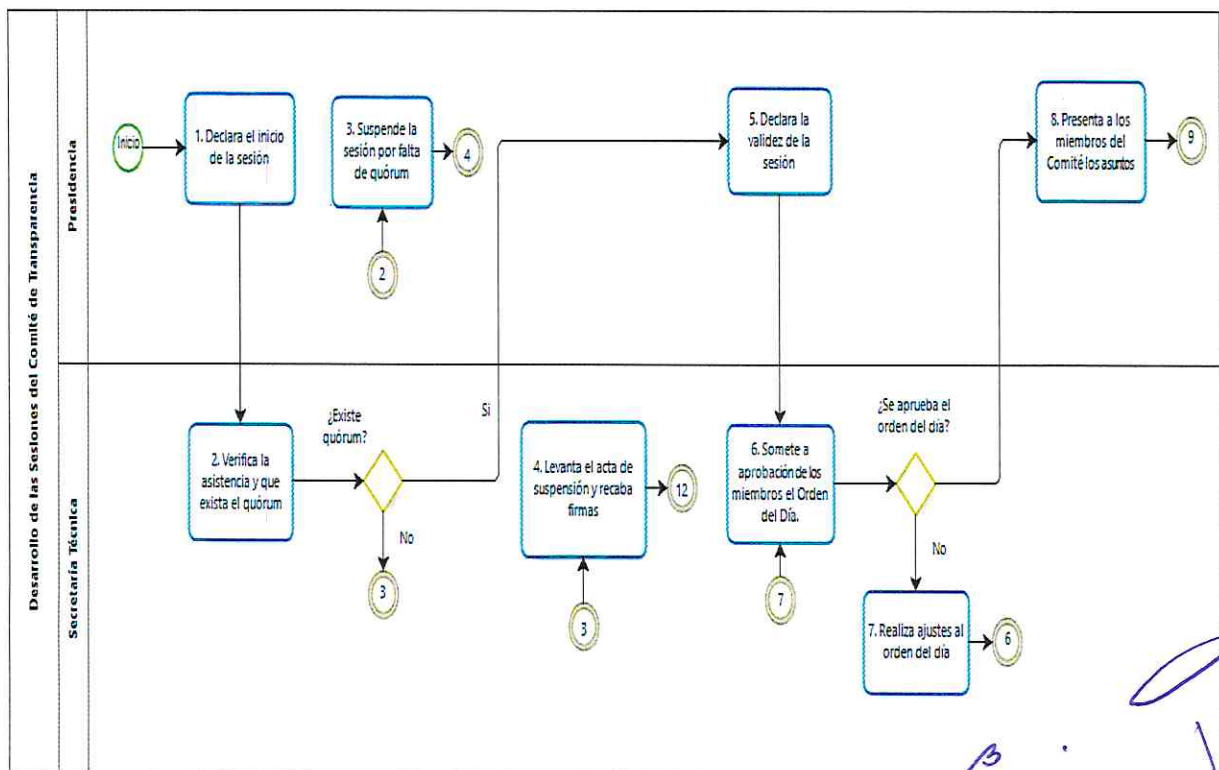 Desarrollo de las Sesiones del Comité de Transparencia
Presidencia
Inicio
1. Declara el inicio
de la sesión
3. Suspende la
sesión por falta
de quórum
4
2
5. Declara la
validez de la
sesión
8. Presenta a los
miembros del
Comité los asuntos
9
Secretaría Técnica
2. Verifica la
asistencia y que
exista el quórum
¿Existe
quórum?
Si
No
3
4. Levanta el acta de
suspensión y recaba
firmas
12
3
6. Somete a
aprobación de los
miembros el Orden
del Día.
7
¿Se aprueba el
orden del día?
No
7. Realiza ajustes al
orden del día
6